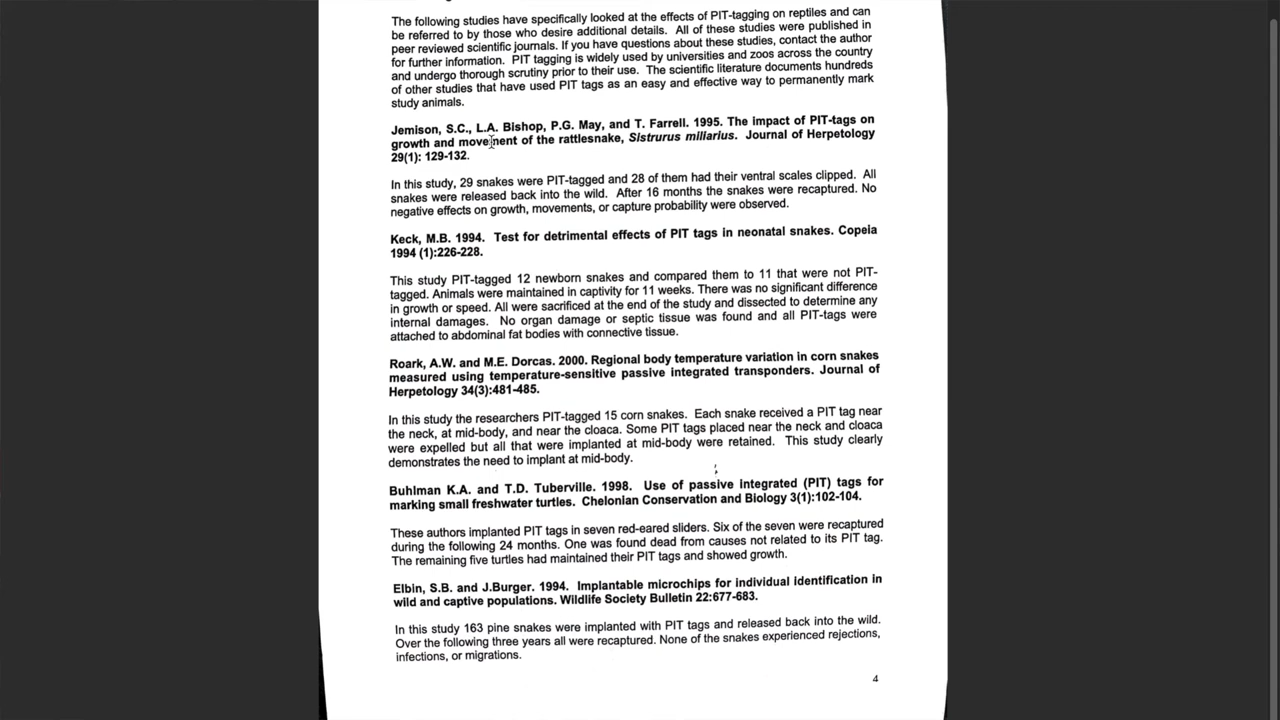 The following studies have specifically looked at the effects of PIT-tagging on reptiles and can
be referred to by those who desire additional details. All of these studies were published in
peer reviewed scientific journals. If you have questions about these studies, contact the author
for further information. PIT tagging is widely used by universities and zoos across the country
and undergo thorough scrutiny prior to their use. The scientific literature documents hundreds
of other studies that have used PIT tags as an easy and effective way to permanently mark
study animals.
Jemison, S.C., L.A. Bishop, P.G. May, and T. Farrell. 1995. The impact of PIT-tags on
growth and movement of the rattlesnake, Sistrurus miliarius. Journal of Herpetology
29(1): 129-132.
In this study, 29 snakes were PIT-tagged and 28 of them had their ventral scales clipped. All
snakes were released back into the wild. After 16 months the snakes were recaptured. No
negative effects on growth, movements, or capture probability were observed.
Keck, M.B. 1994. Test for detrimental effects of PIT tags in neonatal snakes. Copeia
1994 (1):226-228.
This study PIT-tagged 12 newborn snakes and compared them to 11 that were not PIT-
tagged. Animals were maintained in captivity for 11 weeks. There was no significant difference
in growth or speed. All were sacrificed at the end of the study and dissected to determine any
internal damages. No organ damage or septic tissue was found and all PIT-tags were
attached to abdominal fat bodies with connective tissue.
Roark, A.W. and M.E. Dorcas. 2000. Regional body temperature variation in corn snakes
measured using temperature-sensitive passive integrated transponders. Journal of
Herpetology 34(3):481-485.
In this study the researchers PIT-tagged 15 corn snakes. Each snake received a PIT tag near
the neck, at mid-body, and near the cloaca. Some PIT tags placed near the neck and cloaca
were expelled but all that were implanted at mid-body were retained. This study clearly
demonstrates the need to implant at mid-body.
Buhlman K.A. and T.D. Tuberville. 1998. Use of passive integrated (PIT) tags for
marking small freshwater turtles. Chelonian Conservation and Biology 3(1):102-104.
These authors implanted PIT tags in seven red-eared sliders. Six of the seven were recaptured
during the following 24 months. One was found dead from causes not related to its PIT tag.
The remaining five turtles had maintained their PIT tags and showed growth.
Elbin, S.B. and J.Burger. 1994. Implantable microchips for individual identification in
wild and captive populations. Wildlife Society Bulletin 22:677-683.
In this study 163 pine snakes were implanted with PIT tags and released back into the wild.
Over the following three years all were recaptured. None of the snakes experienced rejections,
infections, or migrations.
4